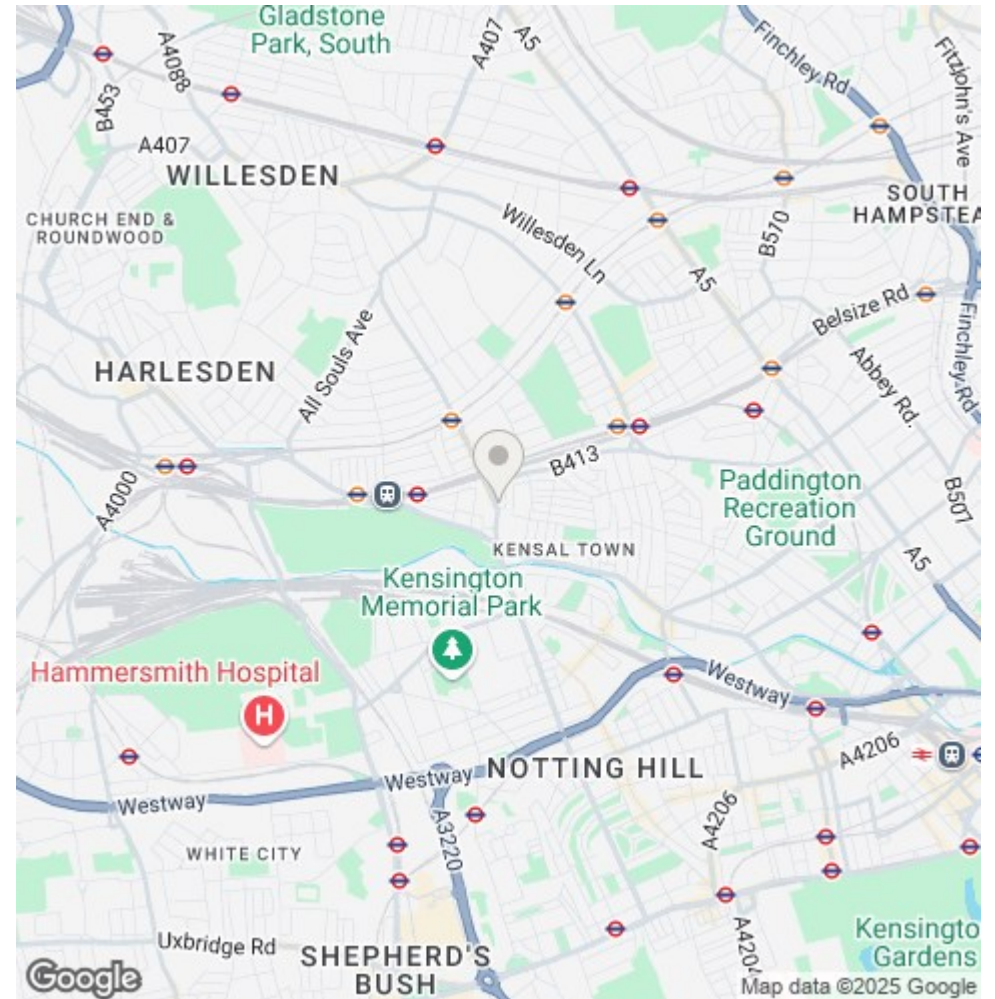 Gladstone
Park, South
A4088
A407
A5
Finchley Rd
Fitzjohn's Ave
B453
A407
WILLESDEN
SOUTH
HAMPSTEA
CHURCH END &
ROUNDWOOD
Willesden Ln
B570
A5
Belsize Rd
Finchley Rd
All Souls Ave
HARLESDEN
Abbey Rd.
B413
A4000
Paddington
Recreation
Ground
B507
KENSAL TOWN
A5
Kensington
Memorial Park
Hammersmith Hospital
H
Westway
A4206
NOTTING HILL
Westway
Westway
A4206
A3220
WHITE CITY
Uxbridge Rd
SHEPHERD'S
BUSH
A4204
Kensingto
Gardens
Google
Map data ©2025 Google